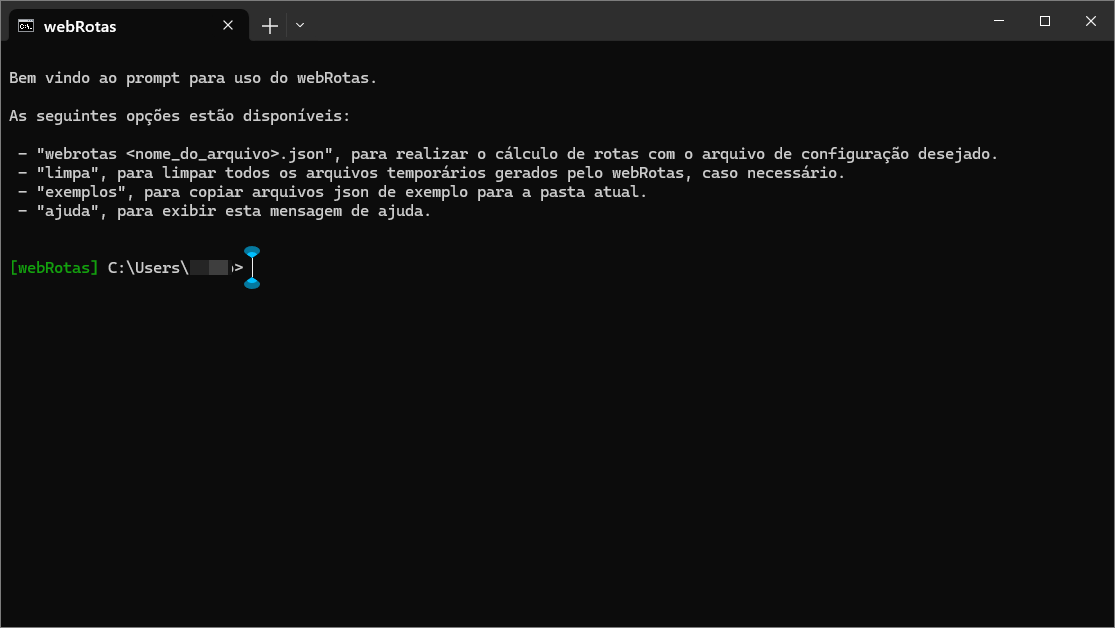 webRotas
Bem vindo ao prompt para uso do webRotas.
As seguintes opções estão disponíveis:
- "webrotas <nome_do_arquivo>.json", para realizar o cálculo de rotas com o arquivo de configuração desejado.
- "limpa", para limpar todos os arquivos temporários gerados pelo webRotas, caso necessário.
- "exemplos", para copiar arquivos json de exemplo para a pasta atual.
- "ajuda", para exibir esta mensagem de ajuda.
[webRotas] C:\Users\>